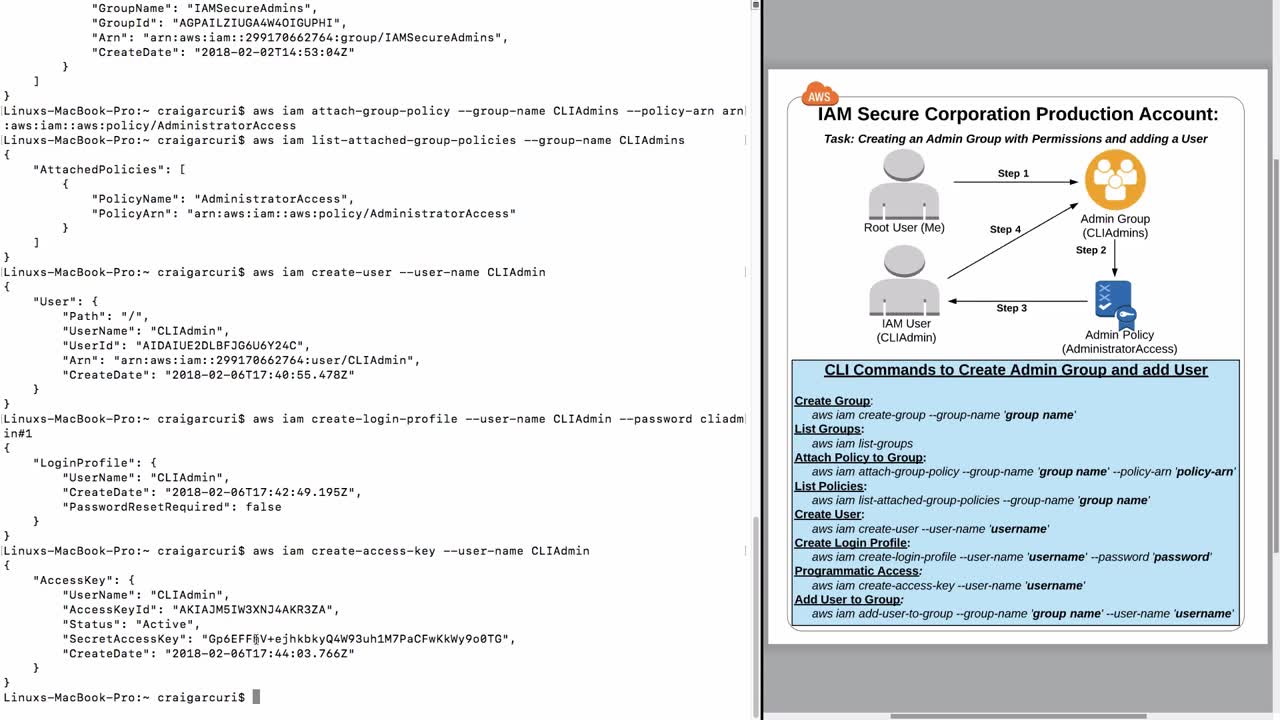 "GroupName": "IAMSecureAdmins",
"GroupId": "AGPAILZIUGA4W4OIGUPHI",
"Arn": "arn:aws:iam::299170662764:group/IAMSecureAdmins",
"CreateDate": "2018-02-02T14:53:04Z"
}
]
}
Linuxs-MacBook-Pro:~ craigarcuri$ aws iam attach-group-policy --group-name CLIAdmins --policy-arn arn
:aws:iam::aws:policy/AdministratorAccess
Linuxs-MacBook-Pro:~ craigarcuri$ aws iam list-attached-group-policies --group-name CLIAdmins
{
"AttachedPolicies": [
{
"PolicyName": "AdministratorAccess",
"PolicyArn": "arn:aws:iam::aws:policy/AdministratorAccess"
}
]
}
Linuxs-MacBook-Pro:~ craigarcuri$ aws iam create-user --user-name CLIAdmin
{
"User": {
"Path": "/",
"UserName": "CLIAdmin",
"UserId": "AIDAIUE2DLBFJG6U6Y24C",
"Arn": "arn:aws:iam::299170662764:user/CLIAdmin",
"CreateDate": "2018-02-06T17:40:55.478Z"
}
}
Linuxs-MacBook-Pro:~ craigarcuri$ aws iam create-login-profile --user-name CLIAdmin --password cliadm
in#1
{
"LoginProfile": {
"UserName": "CLIAdmin",
"CreateDate": "2018-02-06T17:42:49.195Z",
"PasswordResetRequired": false
}
}
Linuxs-MacBook-Pro:~ craigarcuri$ aws iam create-access-key --user-name CLIAdmin
{
"AccessKey": {
"UserName": "CLIAdmin",
"AccessKeyId": "AKIAJM5IW3XNJ4AKR3ZA",
"Status": "Active",
"SecretAccessKey":
"CreateDate": "2018-02-06T17:44:03.766Z"
}
}
Linuxs-MacBook-Pro:~ craigarcuri$
AWS
IAM Secure Corporation Production Account:
Task: Creating an Admin Group with Permissions and adding a User
Step 1
Root User (Me)
Admin Group
(CLIAdmins)
Step 4
Step 2
Step 3
IAM User
(CLIAdmin)
Admin Policy
(AdministratorAccess)
CLI Commands to Create Admin Group and add User
Create Group:
aws iam create-group --group-name 'group name'
List Groups:
aws iam list-groups
Attach Policy to Group:
aws iam attach-group-policy --group-name 'group name' --policy-arn 'policy-arn'
List Policies:
aws iam list-attached-group-policies --group-name 'group name'
Create User:
aws iam create-user --user-name 'username'
Create Login Profile:
aws iam create-login-profile --user-name 'username' --password 'password'
Programmatic Access:
aws iam create-access-key --user-name 'username'
Add User to Group:
aws iam add-user-to-group --group-name 'group name' --user-name 'username'